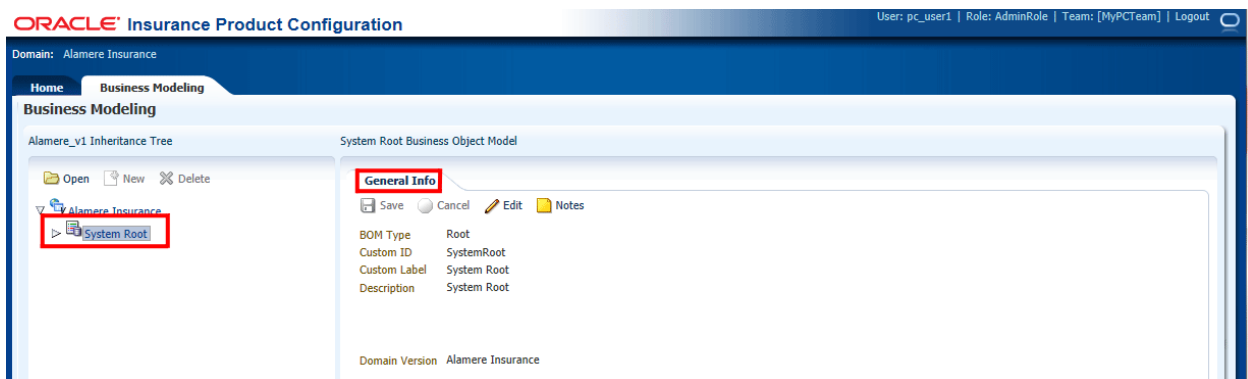 ORACLE Insurance Product Configuration
User: pc_user1 | Role: AdminRole | Team: [MyPCTeam] | Logout
Domain: Alamere Insurance
Home Business Modeling
Business Modeling
Alamere_v1 Inheritance Tree
System Root Business Object Model
Open New Delete
Alamere Insurance
System Root
General Info
Save Cancel Edit Notes
BOM Type Root
Custom ID SystemRoot
Custom Label System Root
Description System Root
Domain Version Alamere Insurance